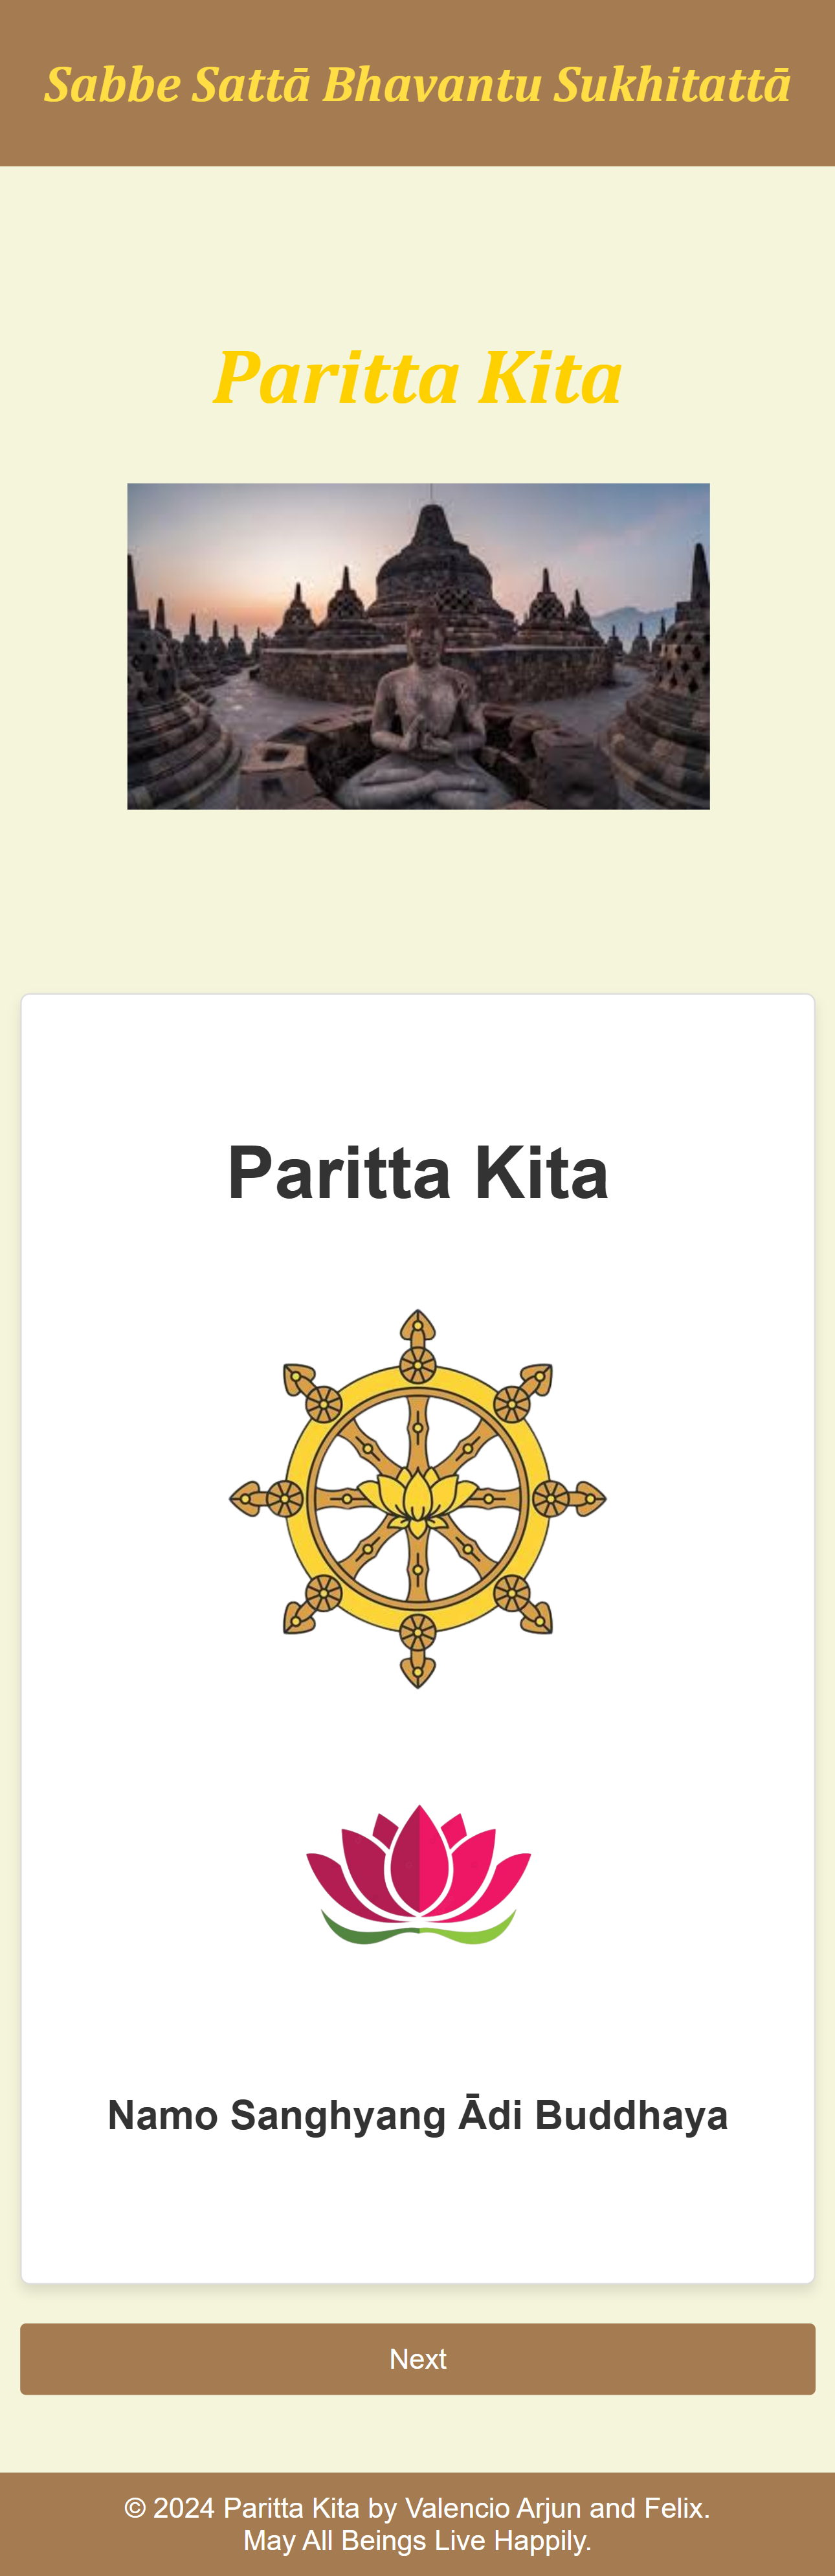 Sabbe Sattā Bhavantu Sukhitattā
Paritta Kita
Paritta Kita
Namo Sanghyang Ādi Buddhaya
Next
© 2024 Paritta Kita by Valencio Arjun and Felix.
May All Beings Live Happily.